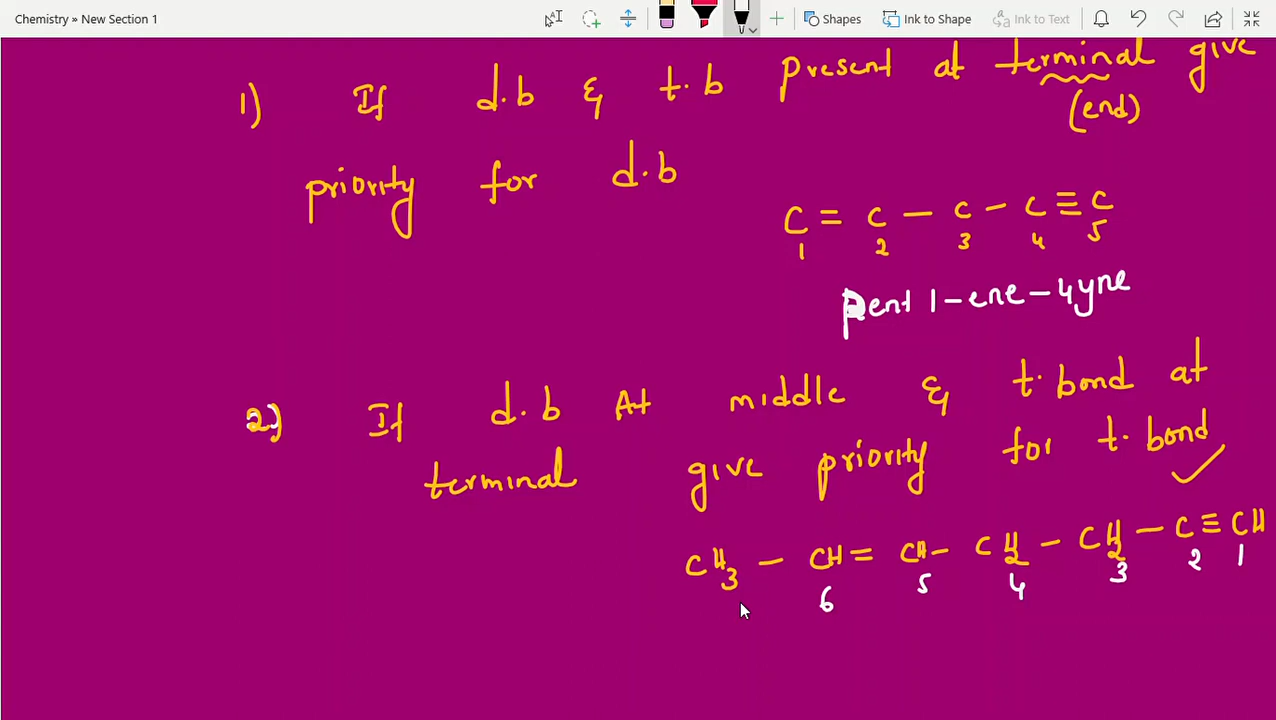 Chemistry » New Section 1
Shapes
Ink to Shape
Ink to Text
1) If d.b & t.b present at terminal give
(end)
priority for d.b
C = C - C - C ≡ C
1 2 3 4 5
Pent 1-ene-4yne
2) If d.b At middle & t.bond at
terminal give priority for t.bond
CH3 - CH = CH - CH2 - CH2 - C ≡ CH
6 5 4 3 2 1